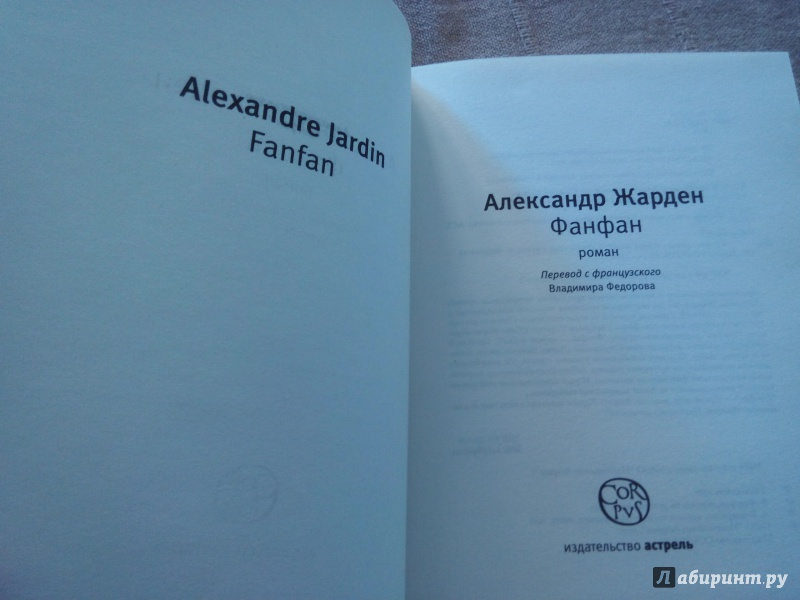 Alexandre Jardin
Fanfan
Александр Жарден
Фанфан
роман
Перевод с французского
Владимира Федорова
COR
PVS
издательство астрель
Лабиринт.ру